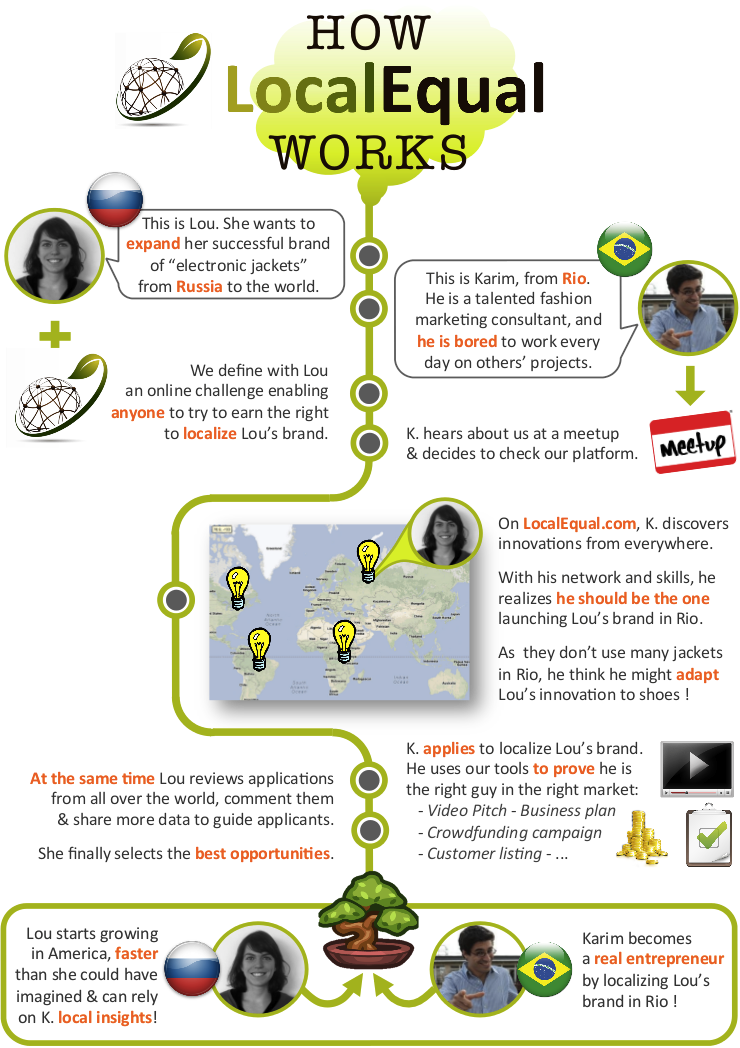 HOW
LocalEqual
WORKS
This is Lou. She wants to
expand her successful brand
of “electronic jackets”
from Russia to the world.
This is Karim, from Rio.
He is a talented fashion
marketing consultant, and
he is bored to work every
day on others’ projects.
We define with Lou
an online challenge enabling
anyone to try to earn the right
to localize Lou’s brand.
K. hears about us at a meetup
& decides to check our platform.
meetup
On LocalEqual.com, K. discovers
innovations from everywhere.
With his network and skills, he
realizes he should be the one
launching Lou’s brand in Rio.
As they don’t use many jackets
in Rio, he think he might adapt
Lou’s innovation to shoes !
K. applies to localize Lou’s brand.
He uses our tools to prove he is
the right guy in the right market:
- Video Pitch - Business plan
- Crowdfunding campaign
- Customer listing - ...
At the same time Lou reviews applications
from all over the world, comment them
& share more data to guide applicants.
She finally selects the best opportunities.
Lou starts growing
in America, faster
than she could have
imagined & can rely
on K. local insights!
Karim becomes
a real entrepreneur
by localizing Lou’s
brand in Rio !